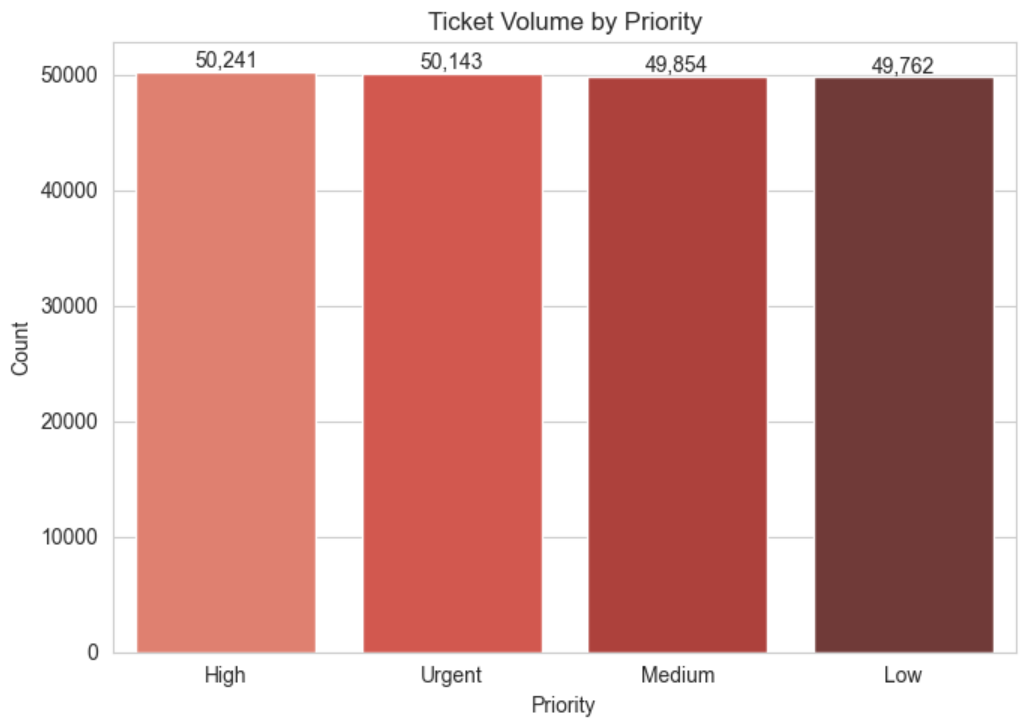 Ticket Volume by Priority
50,241
50,143
49,854
49,762
50000
40000
30000
20000
10000
0
Count
High
Urgent
Medium
Low
Priority